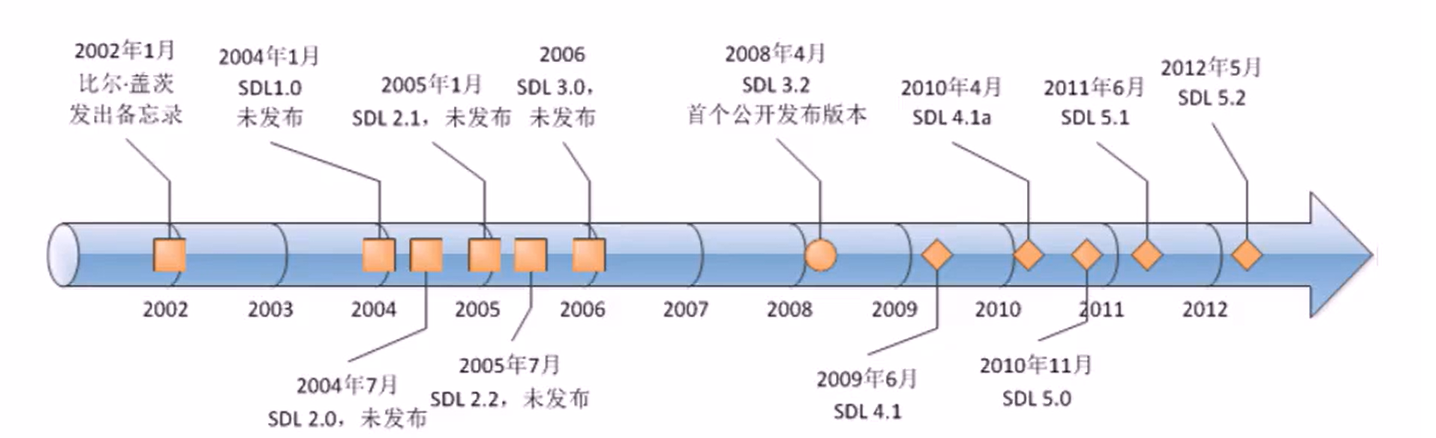 2002年1月
比尔·盖茨
发出备忘录
2004年1月
SDL1.0
未发布
2005年1月
SDL 2.1，未发布
2006
SDL 3.0，
未发布
2008年4月
SDL 3.2
首个公开发布版本
2010年4月
SDL 4.1a
2011年6月
SDL 5.1
2012年5月
SDL 5.2
2002
2003
2004
2005
2006
2007
2008
2009
2010
2011
2012
2004年7月
SDL 2.0，未发布
2005年7月
SDL 2.2，未发布
2009年6月
SDL 4.1
2010年11月
SDL 5.0